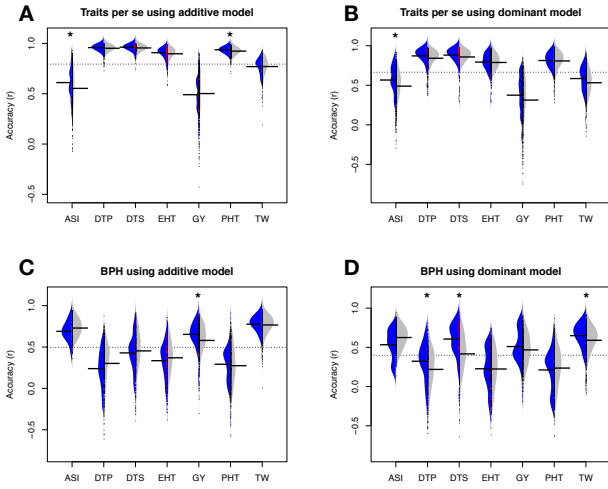 A
Traits per se using additive model
*
*
Accuracy (r)
1.0
0.5
0.0
−0.5
ASI DTP DTS EHT GY PHT TW
B
Traits per se using dominant model
*
Accuracy (r)
1.0
0.5
0.0
−0.5
ASI DTP DTS EHT GY PHT TW
C
BPH using additive model
*
Accuracy (r)
1.0
0.5
0.0
−0.5
ASI DTP DTS EHT GY PHT TW
D
BPH using dominant model
* * *
Accuracy (r)
1.0
0.5
0.0
−0.5
ASI DTP DTS EHT GY PHT TW